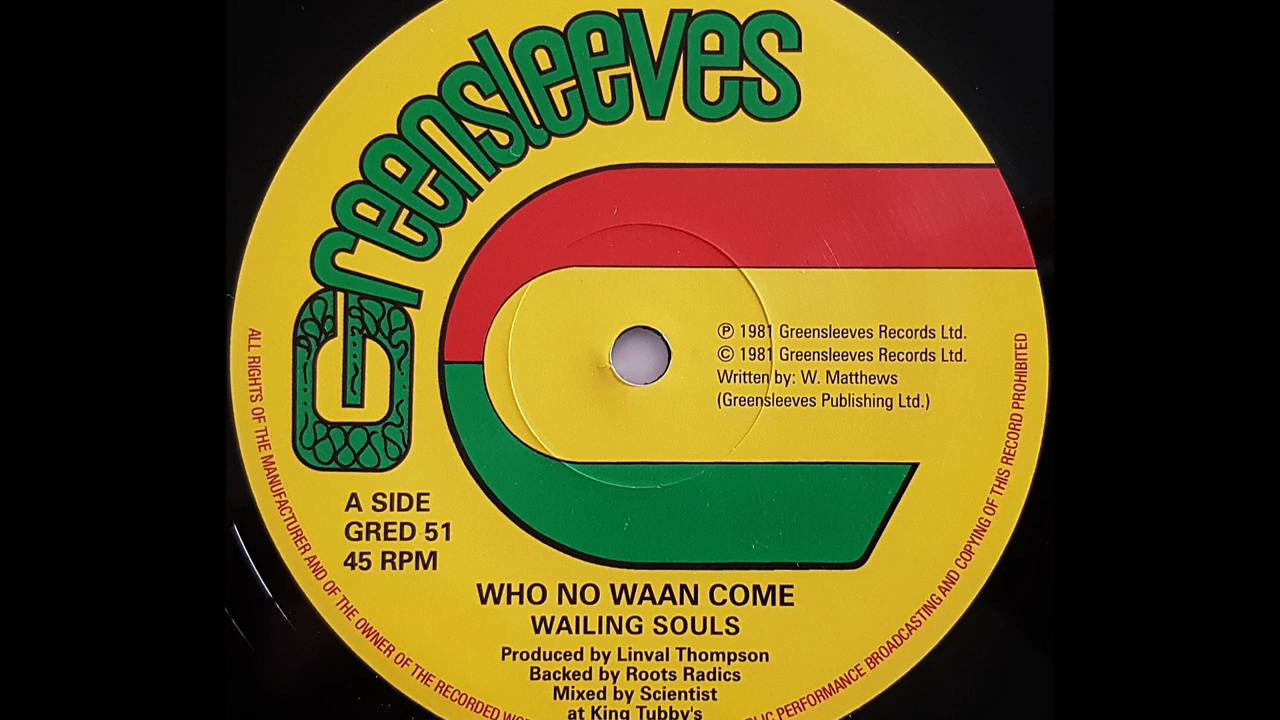 Greensleeves
℗ 1981 Greensleeves Records Ltd.
© 1981 Greensleeves Records Ltd.
Written by: W. Matthews
(Greensleeves Publishing Ltd.)
A SIDE
GRED 51
45 RPM
WHO NO WAAN COME
WAILING SOULS
Produced by Linval Thompson
Backed by Roots Radics
Mixed by Scientist
at King Tubby's
ALL RIGHTS OF THE MANUFACTURER AND OF THE OWNER OF THE RECORDED
PERFORMANCE BROADCASTING AND COPYING OF THIS RECORD PROHIBITED